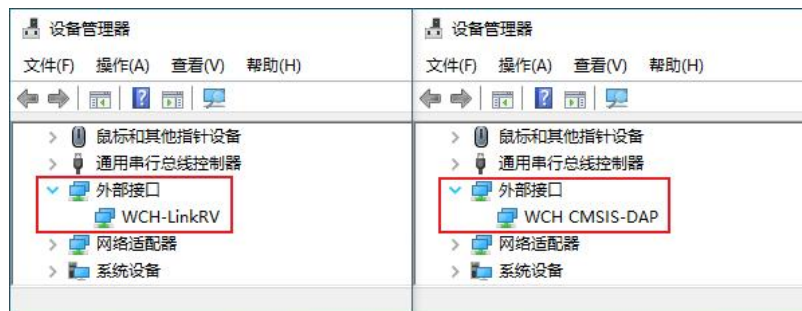 设备管理器
文件(F) 操作(A) 查看(V) 帮助(H)
鼠标和其他指针设备
通用串行总线控制器
外部接口
WCH-LinkRV
网络适配器
系统设备
设备管理器
文件(F) 操作(A) 查看(V) 帮助(H)
鼠标和其他指针设备
通用串行总线控制器
外部接口
WCH CMSIS-DAP
网络适配器
系统设备